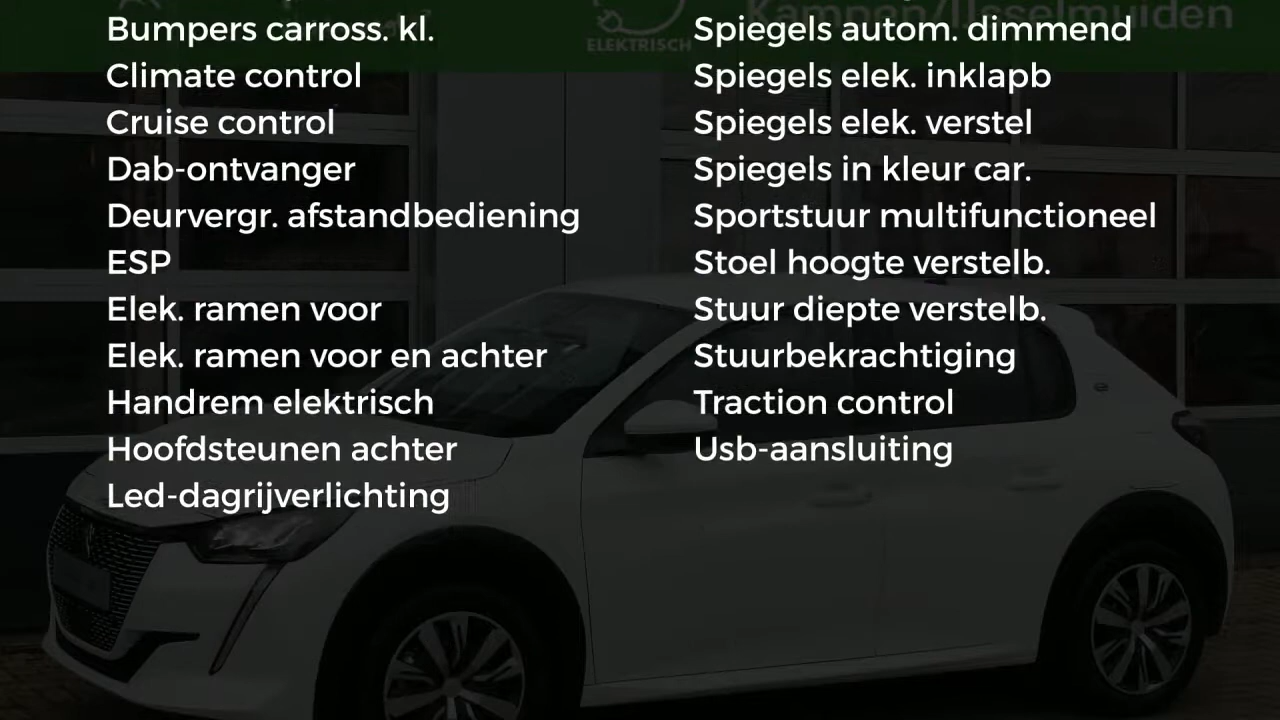 Kampen/IJsselmuiden
ELEKTRISCH
Bumpers carross. kl.
Climate control
Cruise control
Dab-ontvanger
Deurvergr. afstandbediening
ESP
Elek. ramen voor
Elek. ramen voor en achter
Handrem elektrisch
Hoofdsteunen achter
Led-dagrijverlichting
Spiegels autom. dimmend
Spiegels elek. inklapb
Spiegels elek. verstel
Spiegels in kleur car.
Sportstuur multifunctioneel
Stoel hoogte verstelb.
Stuur diepte verstelb.
Stuurbekrachtiging
Traction control
Usb-aansluiting